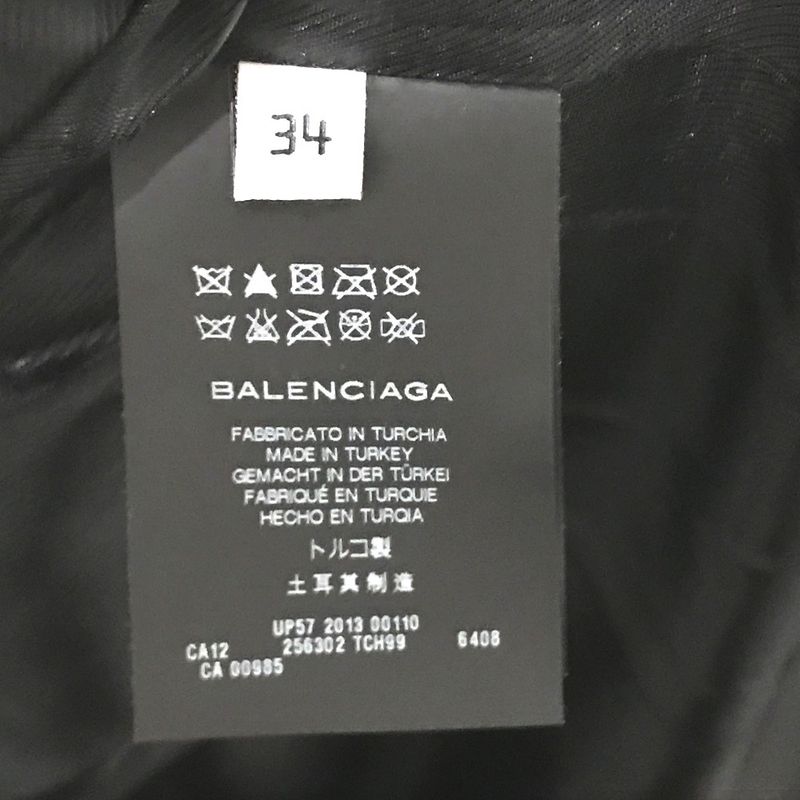 34
BALENCIAGA
FABBRICATO IN TURCHIA
MADE IN TURKEY
GEMACHT IN DER TÜRKEI
FABRIQUÉ EN TURQUIE
HECHO EN TURQIA
トルコ製
土耳其制造
UP57 2013 00110
CA12 256302 TCH99 6408
CA 00985